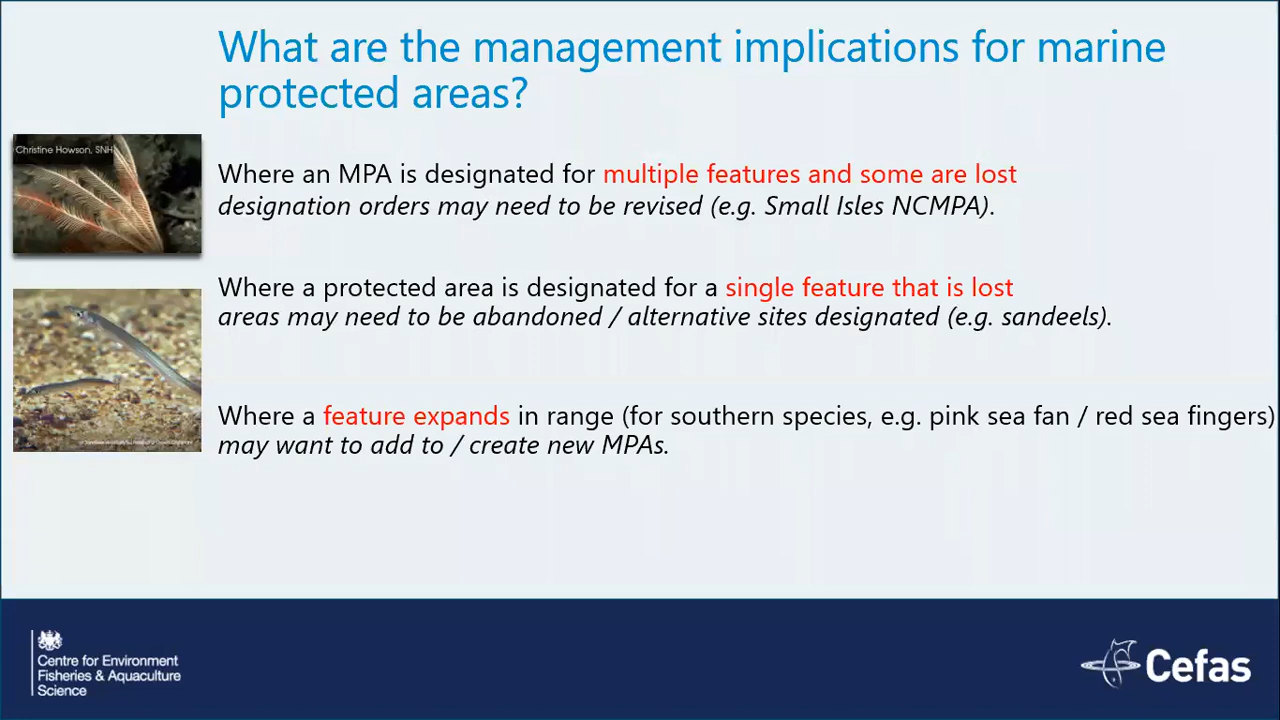 What are the management implications for marine
protected areas?
Christine Howson, SNH
Where an MPA is designated for multiple features and some are lost
designation orders may need to be revised (e.g. Small Isles NCMPA).
Where a protected area is designated for a single feature that is lost
areas may need to be abandoned / alternative sites designated (e.g. sandeels).
Where a feature expands in range (for southern species, e.g. pink sea fan / red sea fingers)
may want to add to / create new MPAs.
Centre for Environment
Fisheries & Aquaculture
Science
Cefas